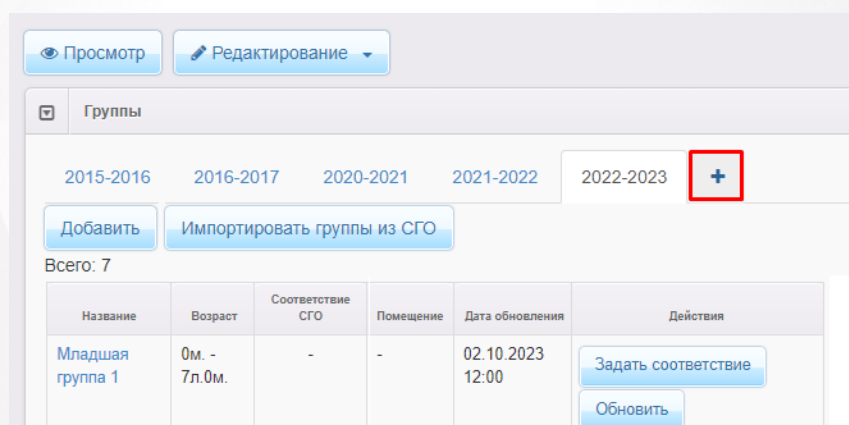 Просмотр Редактирование
Группы
2015-2016 2016-2017 2020-2021 2021-2022 2022-2023 +
Добавить Импортировать группы из СГО
Всего: 7
Название Возраст Соответствие СГО Помещение Дата обновления Действия
Младшая группа 1 0м. - 7л.0м. - - 02.10.2023 12:00 Задать соответствие
Обновить